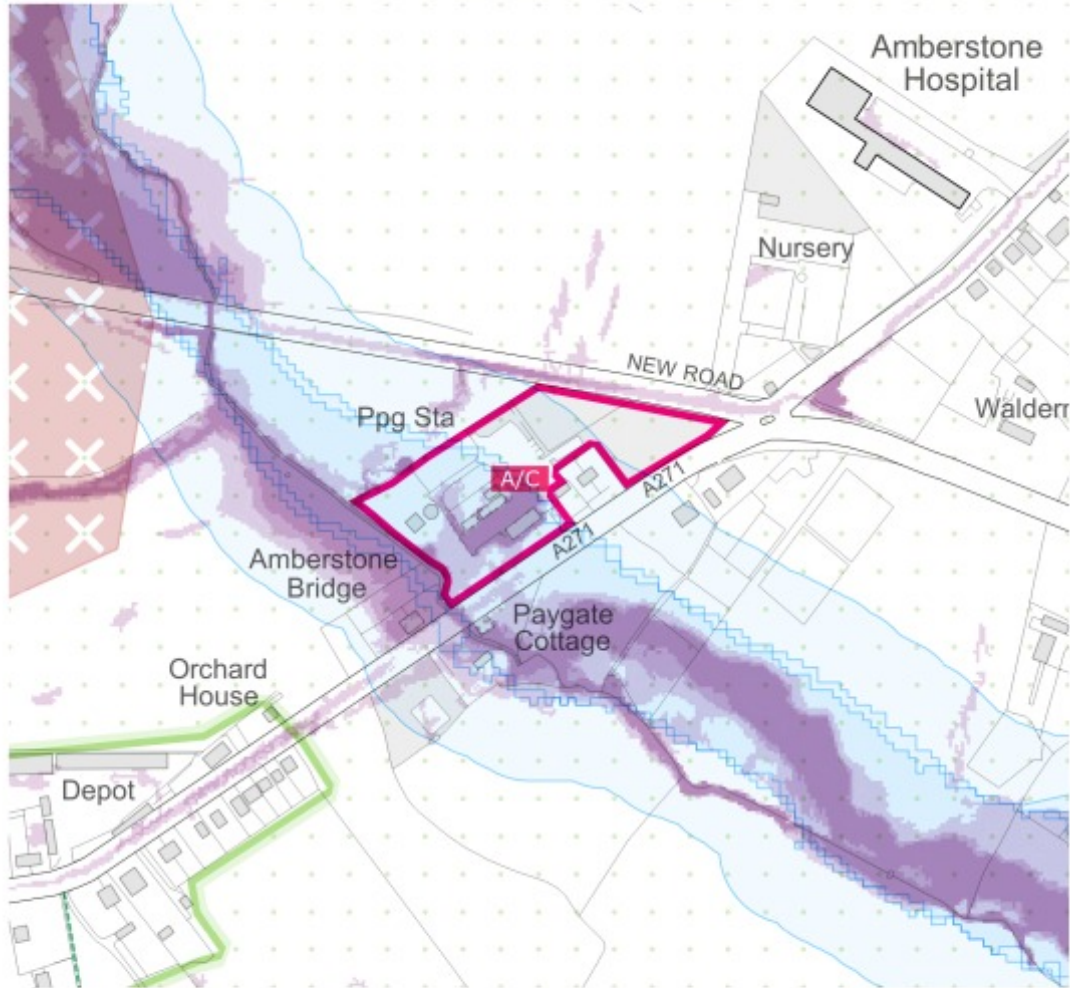 Amberstone
Hospital
Nursery
NEW ROAD
Ppg Sta
A/C
A271
A271
Amberstone
Bridge
Paygate
Cottage
Orchard
House
Depot